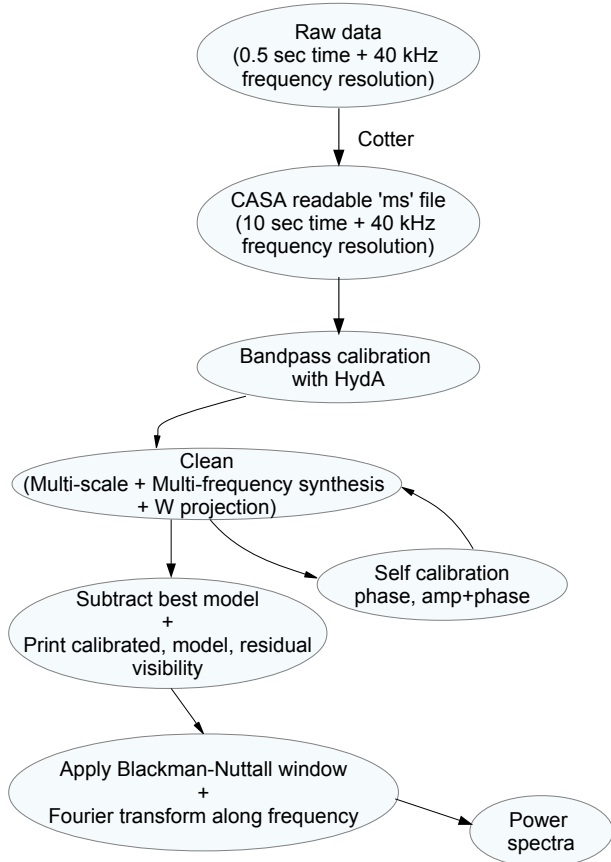 Raw data
(0.5 sec time + 40 kHz
frequency resolution)
Cotter
CASA readable 'ms' file
(10 sec time + 40 kHz
frequency resolution)
Bandpass calibration
with HydA
Clean
(Multi-scale + Multi-frequency synthesis
+ W projection)
Self calibration
phase, amp+phase
Subtract best model
+
Print calibrated, model, residual
visibility
Apply Blackman-Nuttall window
+
Fourier transform along frequency
Power
spectra